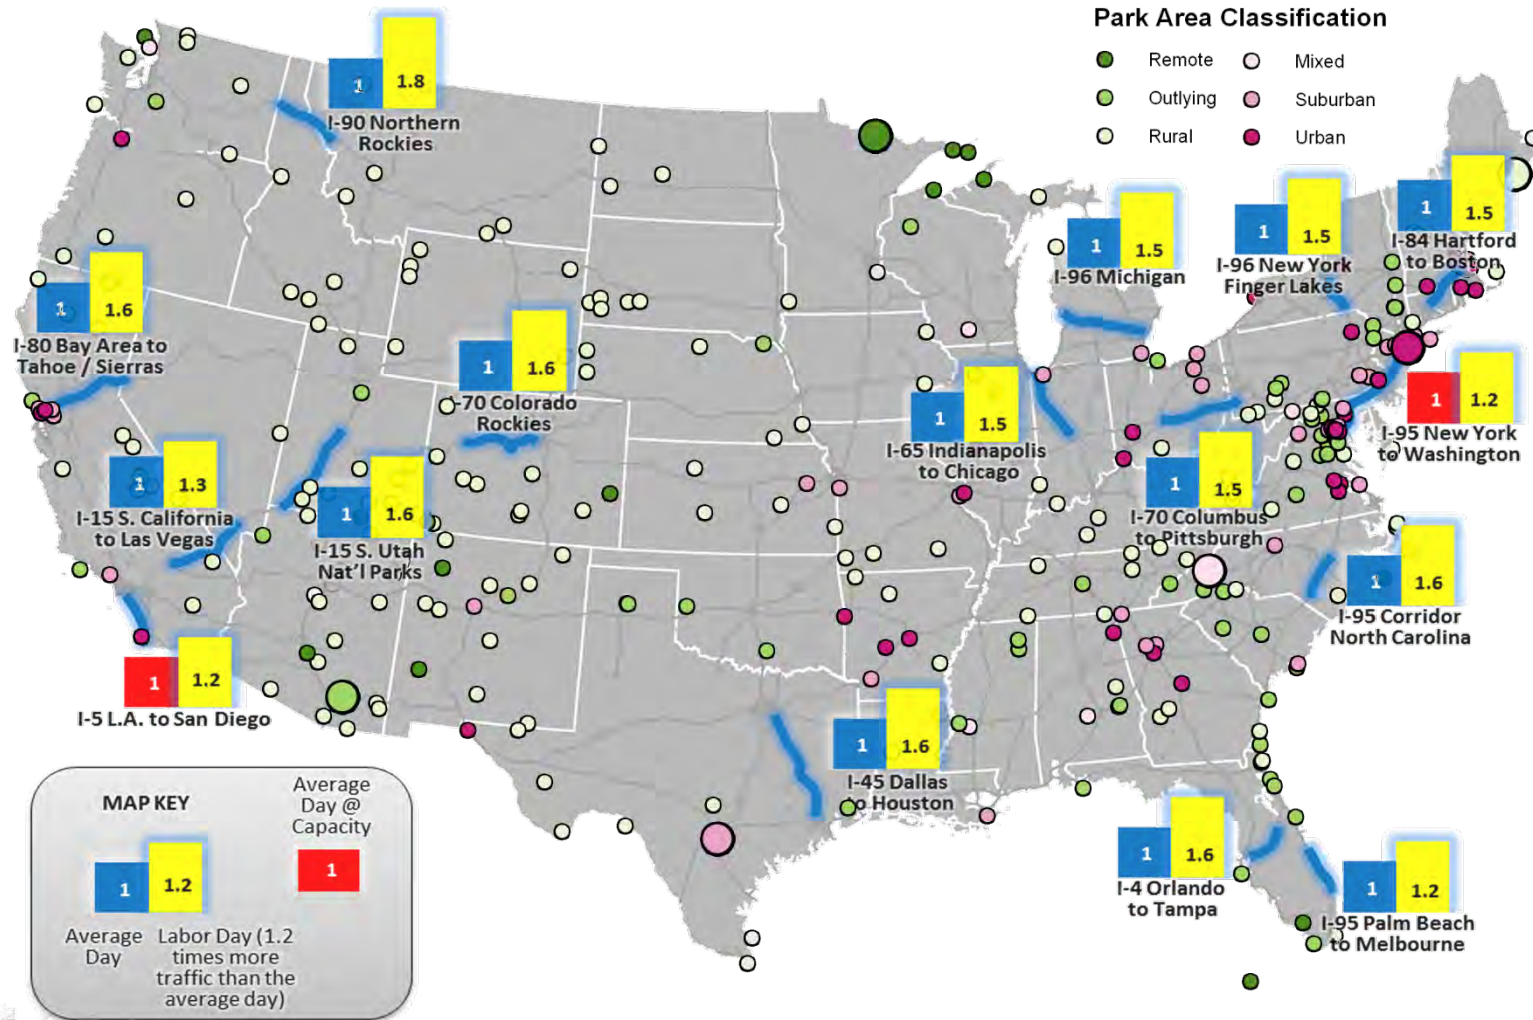 Park Area Classification
Remote
Mixed
Outlying
Suburban
Rural
Urban
1
1.8
I-90 Northern
Rockies
1
1.6
I-80 Bay Area to
Tahoe / Sierras
1
1.6
I-70 Colorado
Rockies
1
1.5
I-96 Michigan
1
1.5
I-96 New York
Finger Lakes
1
1.5
I-84 Hartford
to Boston
1
1.2
I-95 New York
to Washington
1
1.5
I-65 Indianapolis
to Chicago
1
1.5
I-70 Columbus
to Pittsburgh
1
1.3
I-15 S. California
to Las Vegas
1
1.6
I-15 S. Utah
Nat'l Parks
1
1.6
I-95 Corridor
North Carolina
1
1.2
I-5 L.A. to San Diego
1
1.6
I-45 Dallas
to Houston
1
1.6
I-4 Orlando
to Tampa
1
1.2
I-95 Palm Beach
to Melbourne
MAP KEY
Average
Day @
Capacity
1
1
1.2
Average
Day
Labor Day (1.2
times more
traffic than the
average day)